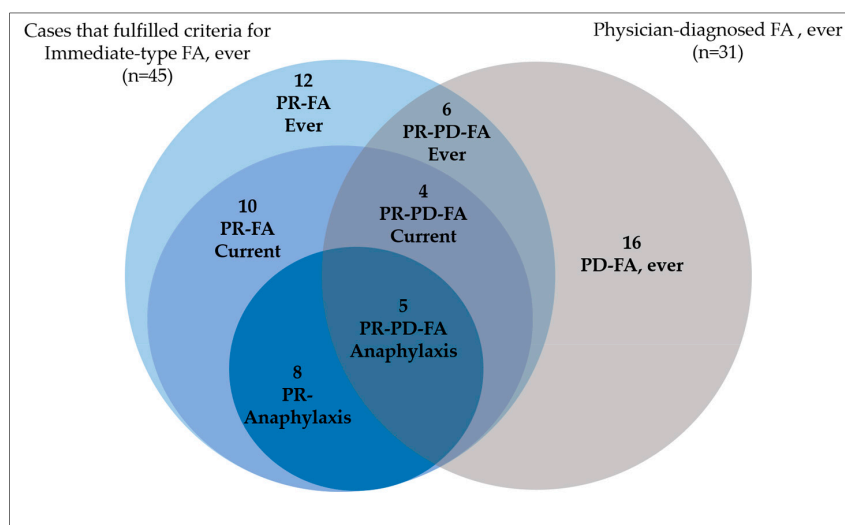 Cases that fulfilled criteria for
Immediate-type FA, ever
(n=45)
Physician-diagnosed FA , ever
(n=31)
12
PR-FA
Ever
6
PR-PD-FA
Ever
10
PR-FA
Current
4
PR-PD-FA
Current
16
PD-FA, ever
5
PR-PD-FA
Anaphylaxis
8
PR-
Anaphylaxis